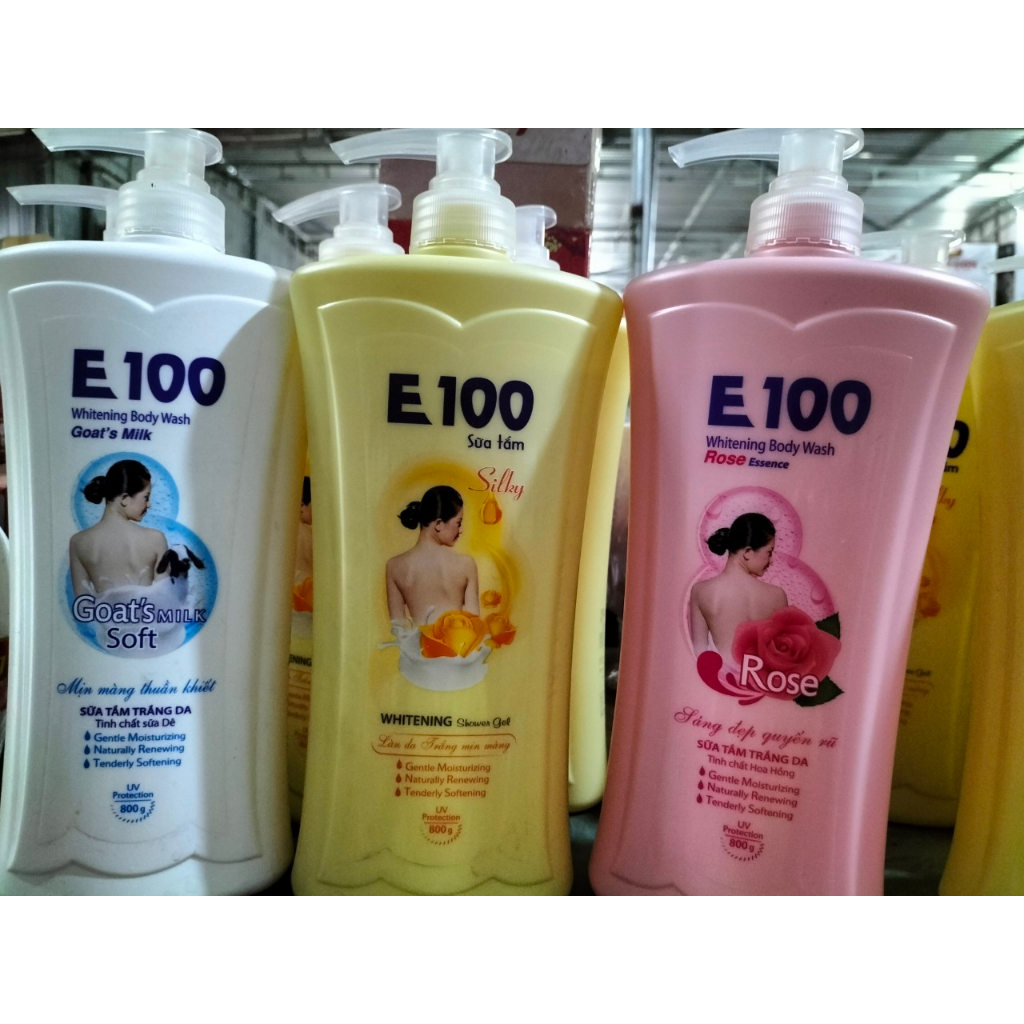 E100
Whitening Body Wash
Goat's Milk
Goat's MILK
Soft
Mịn màng thuần khiết
SỮA TẮM TRẮNG DA
Tinh chất sữa Dê
Gentle Moisturizing
Naturally Renewing
Tenderly Softening
UV
Protection
800 g
E100
Sữa tắm
Silky
WHITENING Shower Gel
Làn da Trắng mịn màng
Gentle Moisturizing
Naturally Renewing
Tenderly Softening
UV
Protection
800 g
E100
Whitening Body Wash
Rose Essence
Rose
Sáng đẹp quyến rũ
SỮA TẮM TRẮNG DA
Tinh chất Hoa Hồng
Gentle Moisturizing
Naturally Renewing
Tenderly Softening
UV
Protection
800 g